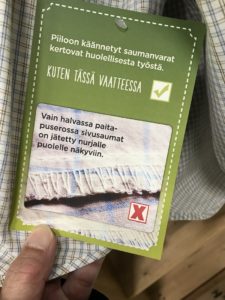 Piiloon käännetyt saumanvarat
kertovat huolellisesta työstä.
KUTEN TÄSSÄ VAATTEESSA
Vain halvassa paita-
puserossa sivusaumat
on jätetty nurjalle
puolelle näkyviin.
X